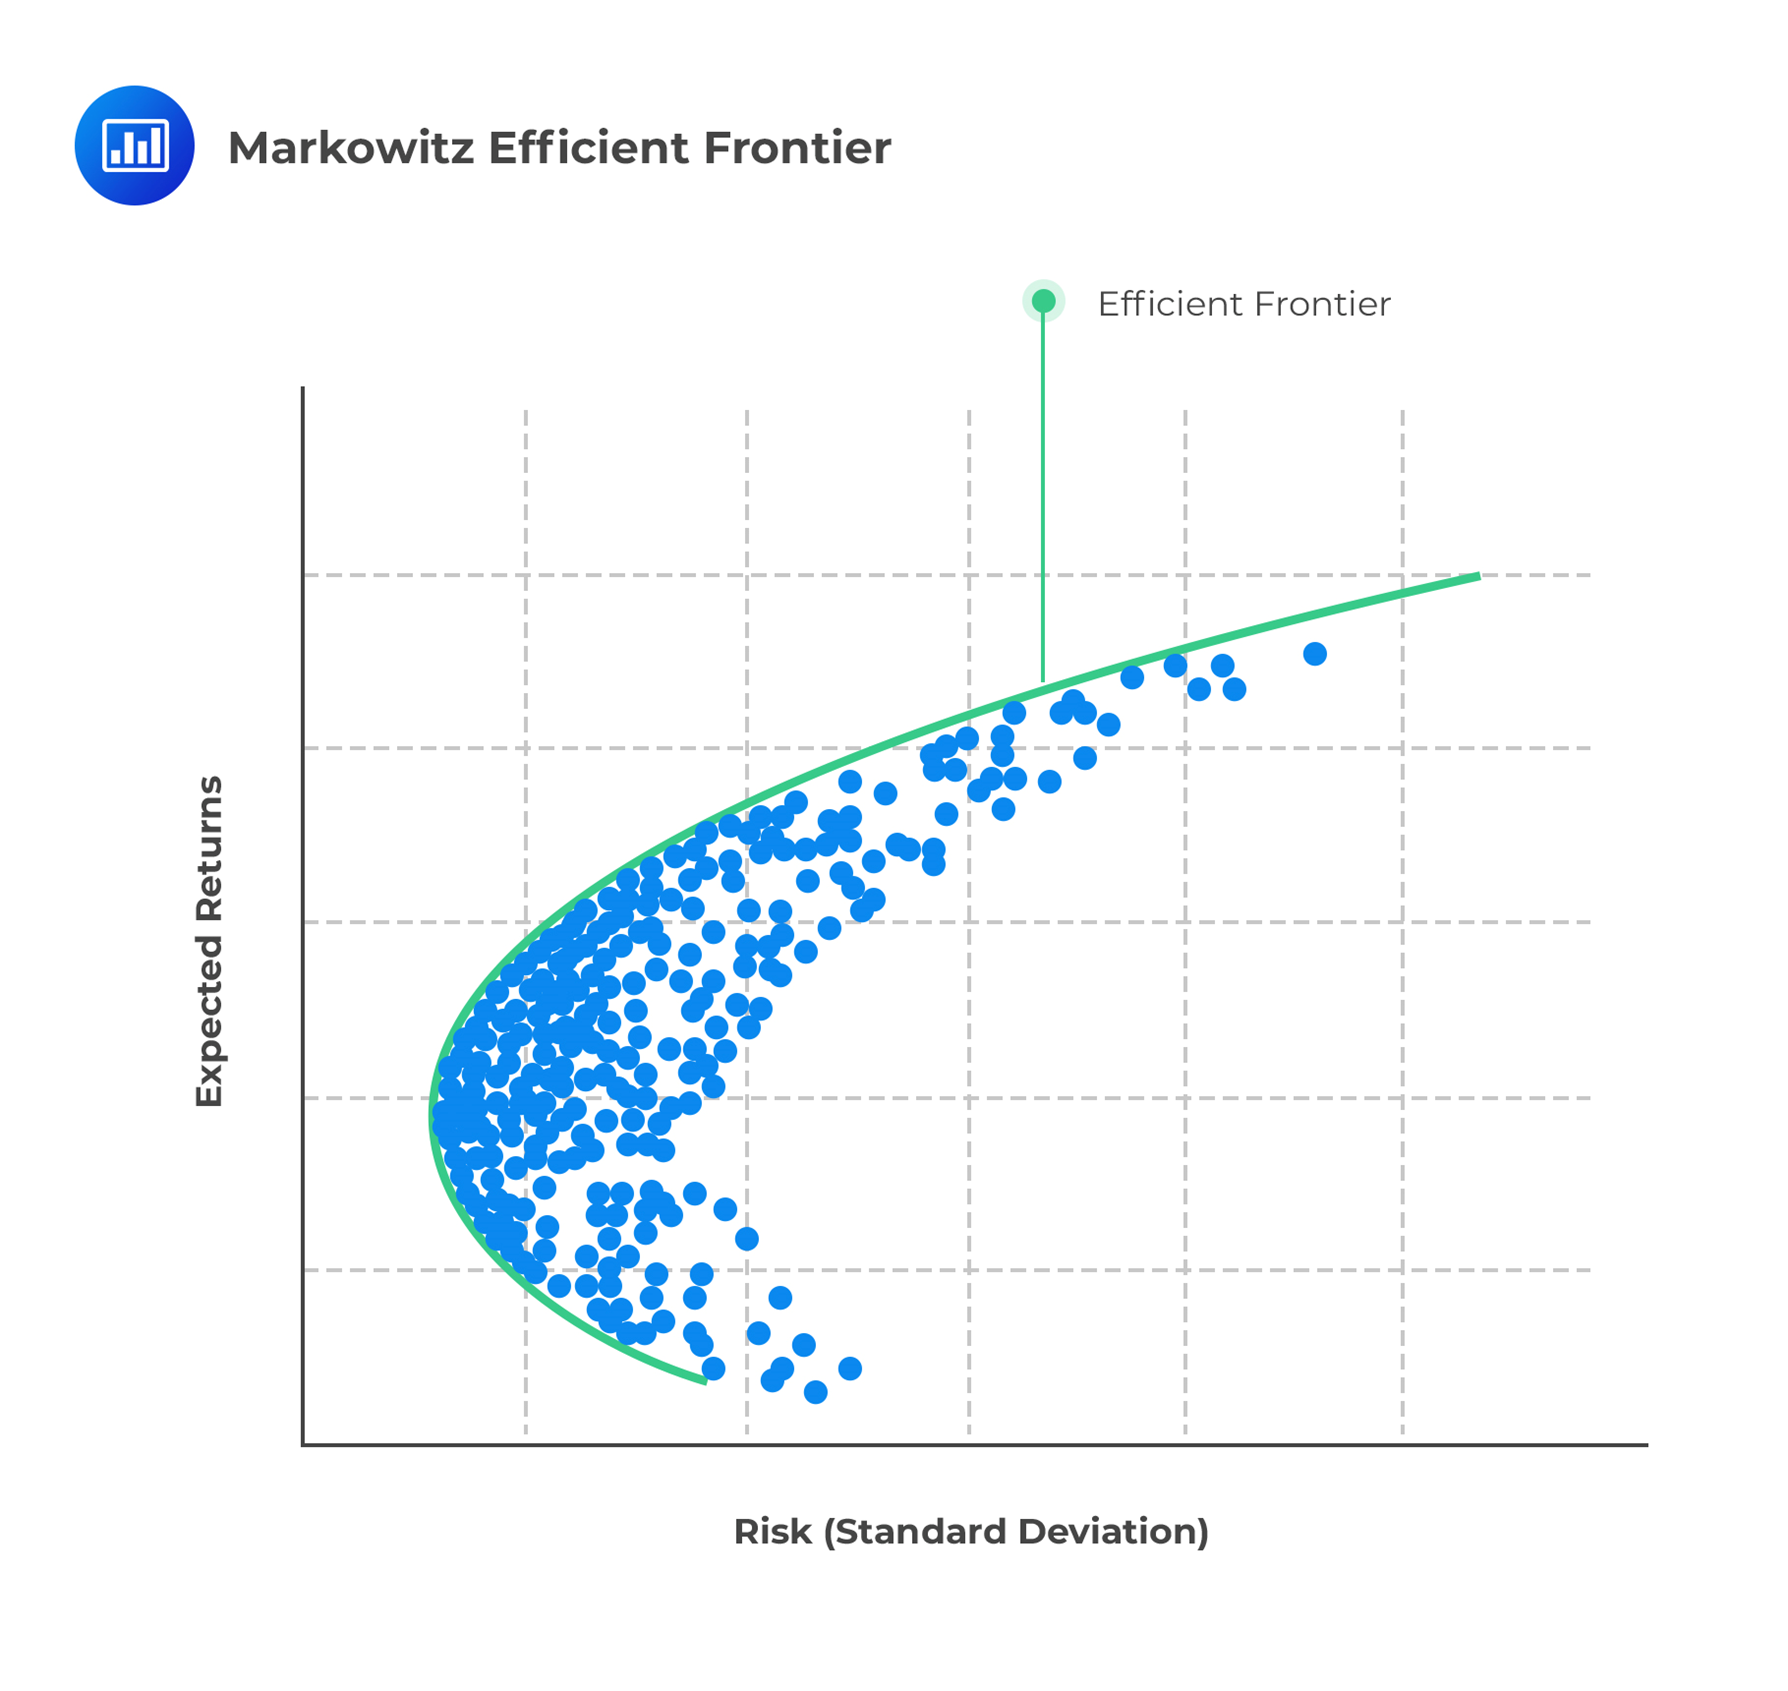 Markowitz Efficient Frontier
Efficient Frontier
Expected Returns
Risk (Standard Deviation)